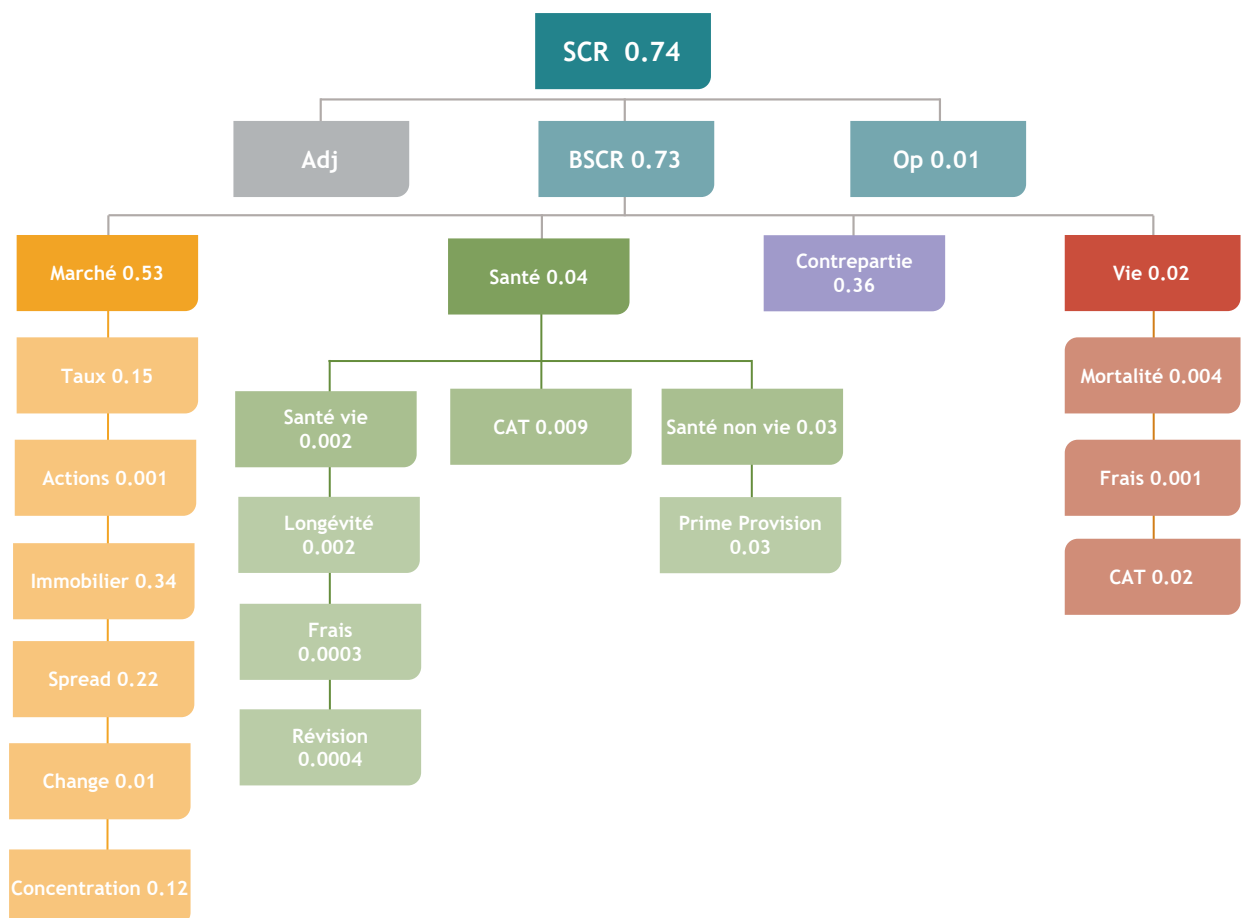 SCR 0.74
Adj
BSCR 0.73
Op 0.01
Marché 0.53
Santé 0.04
Contrepartie
0.36
Vie 0.02
Taux 0.15
Actions 0.001
Immobilier 0.34
Spread 0.22
Change 0.01
Concentration 0.12
Santé vie
0.002
Longévité
0.002
Frais
0.0003
Révision
0.0004
CAT 0.009
Santé non vie 0.03
Prime Provision
0.03
Mortalité 0.004
Frais 0.001
CAT 0.02